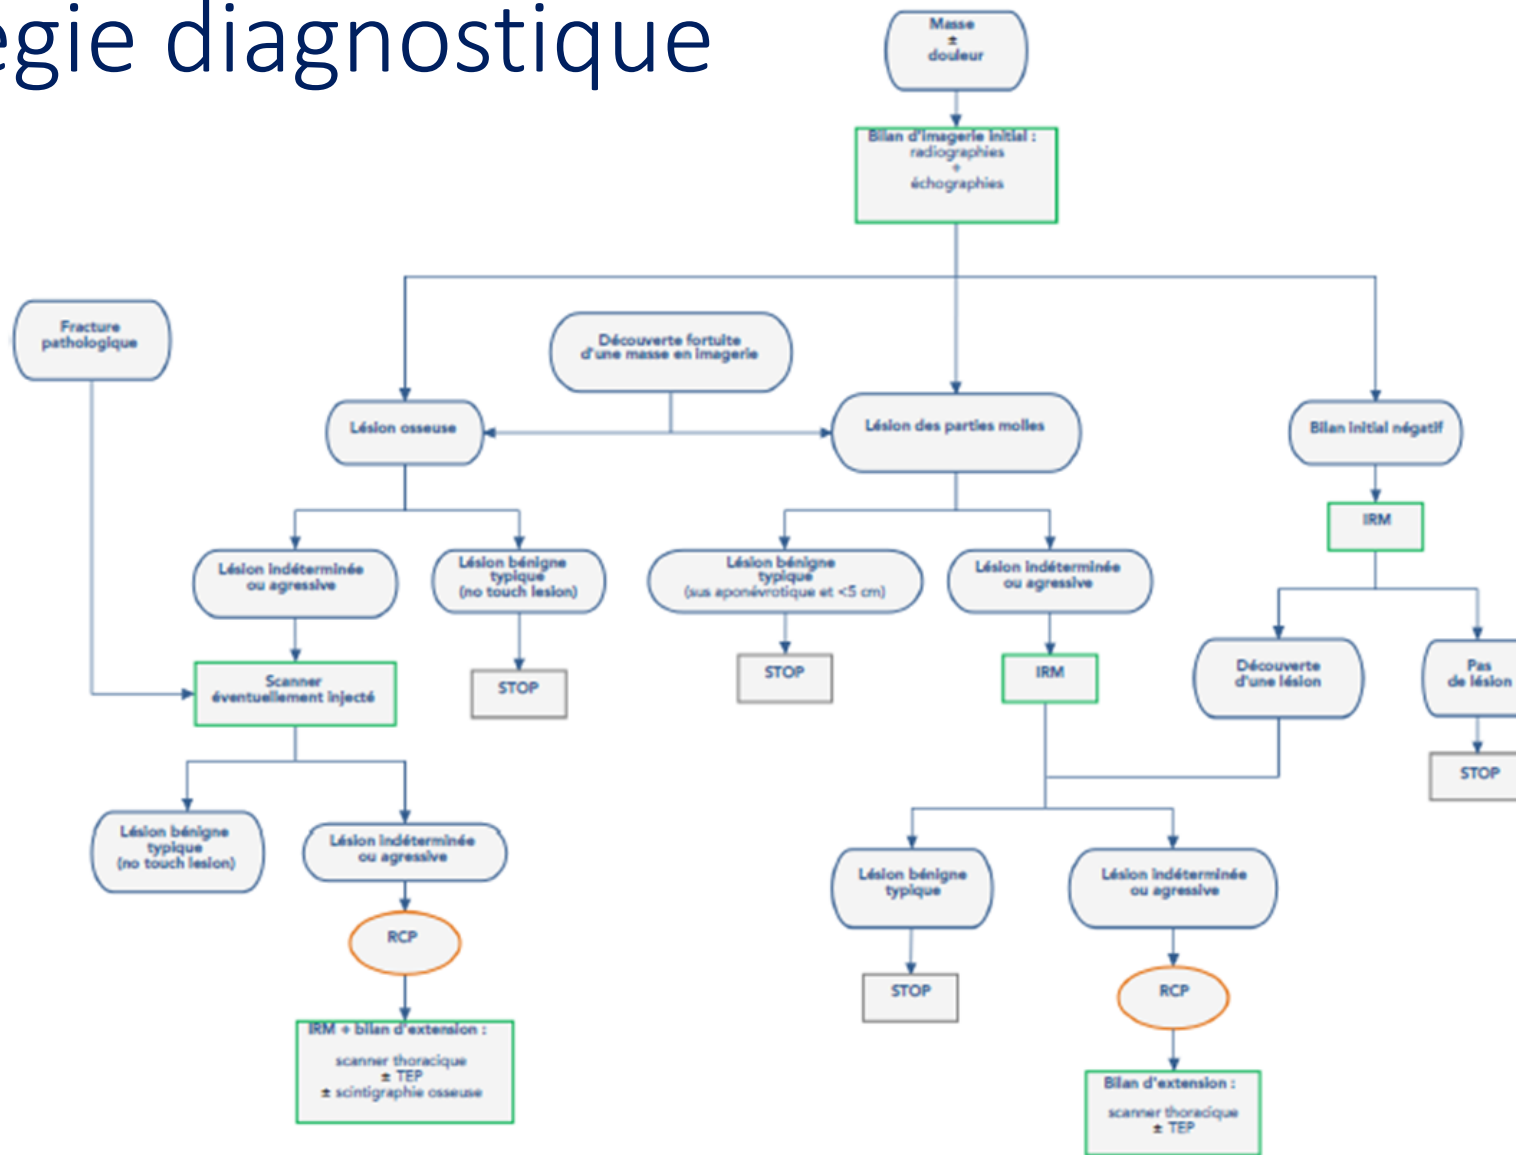 egie diagnostique
Masse
±
douleur
Bilan d'imagerie initial :
radiographies
+
échographies
Fracture
pathologique
Découverte fortuite
d'une masse en imagerie
Lésion osseuse
Lésion des parties molles
Bilan initial négatif
IRM
Lésion indéterminée
ou agressive
Lésion bénigne
typique
(no touch lesion)
Lésion bénigne
typique
(sus aponévrotique et <5 cm)
Lésion indéterminée
ou agressive
Scanner
éventuellement injecté
STOP
STOP
IRM
Découverte
d'une lésion
Pas
de lésion
STOP
Lésion bénigne
typique
(no touch lesion)
Lésion indéterminée
ou agressive
Lésion bénigne
typique
Lésion indéterminée
ou agressive
RCP
STOP
RCP
IRM + bilan d'extension :
scanner thoracique
± TEP
± scintigraphie osseuse
Bilan d'extension :
scanner thoracique
± TEP